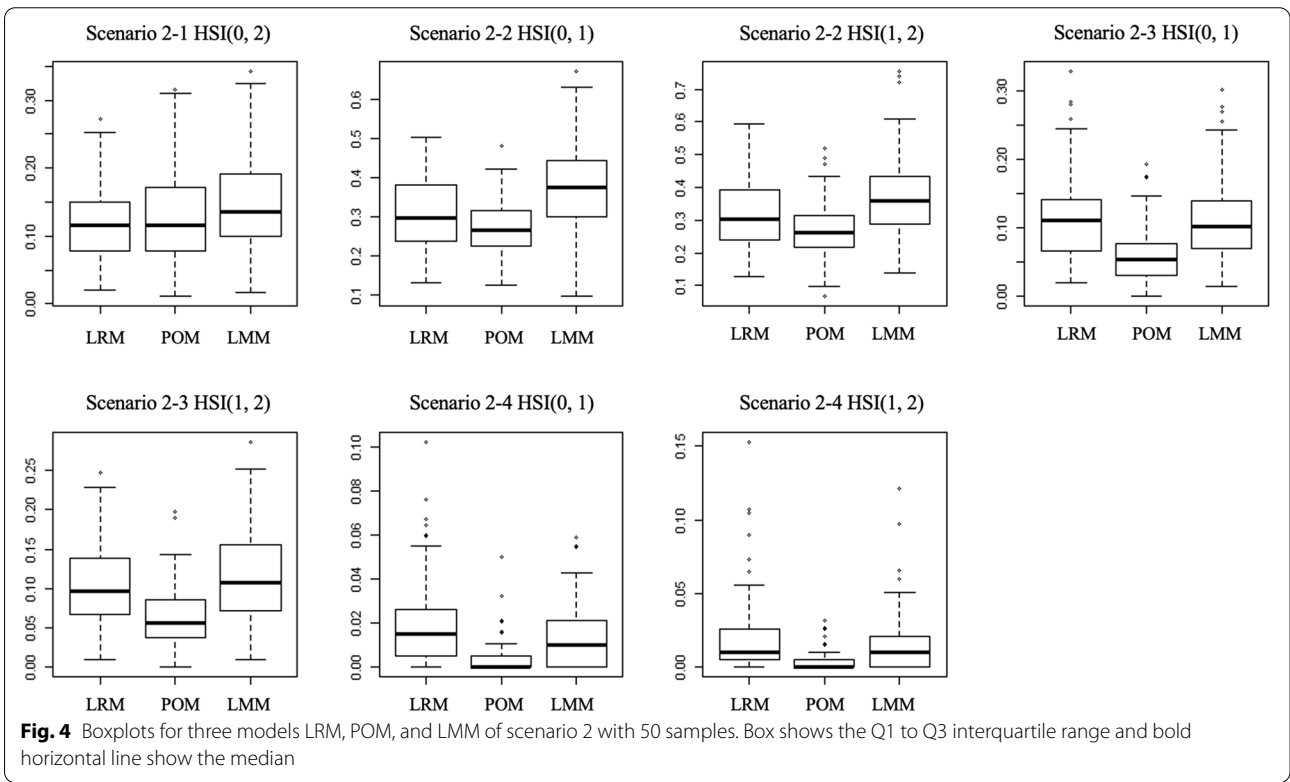 Scenario 2-1 HSI(0, 2)
0.00 0.10 0.20 0.30
LRM POM LMM
Scenario 2-2 HSI(0, 1)
0.1 0.2 0.3 0.4 0.5 0.6
LRM POM LMM
Scenario 2-2 HSI(1, 2)
0.1 0.2 0.3 0.4 0.5 0.6 0.7
LRM POM LMM
Scenario 2-3 HSI(0, 1)
0.00 0.10 0.20 0.30
LRM POM LMM
Scenario 2-3 HSI(1, 2)
0.00 0.05 0.10 0.15 0.20 0.25
LRM POM LMM
Scenario 2-4 HSI(0, 1)
0.00 0.02 0.04 0.06 0.08 0.10
LRM POM LMM
Scenario 2-4 HSI(1, 2)
0.00 0.05 0.10 0.15
LRM POM LMM
Fig. 4 Boxplots for three models LRM, POM, and LMM of scenario 2 with 50 samples. Box shows the Q1 to Q3 interquartile range and bold
horizontal line show the median